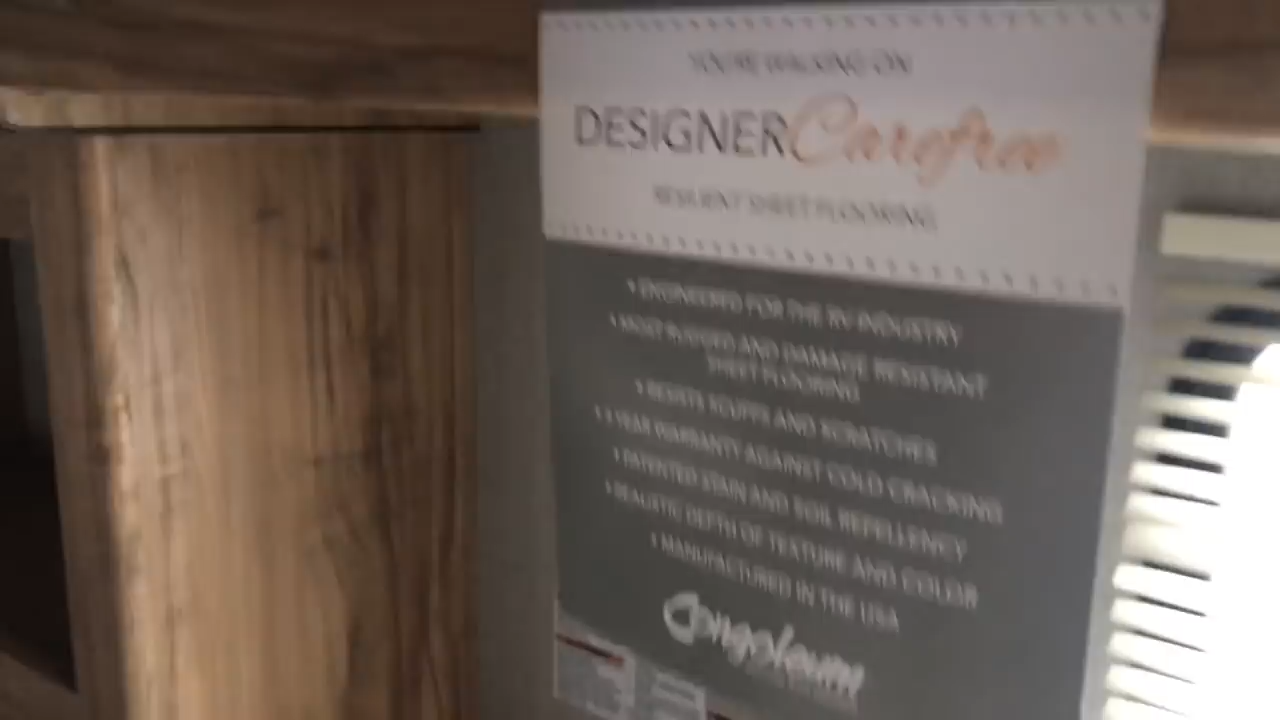 YOU'RE WALKING ON
DESIGNERCarefree
RESILIENT SHEET FLOORING
• ENGINEERED FOR THE RV INDUSTRY
• MOST RUGGED AND DAMAGE RESISTANT
SHEET FLOORING
• RESISTS SCUFFS AND SCRATCHES
YEAR WARRANTY AGAINST COLD CRACKING
• PATENTED STAIN AND SOIL REPELLENCY
• REALISTIC DEPTH OF TEXTURE AND COLOR
• MANUFACTURED IN THE USA
Congoleum